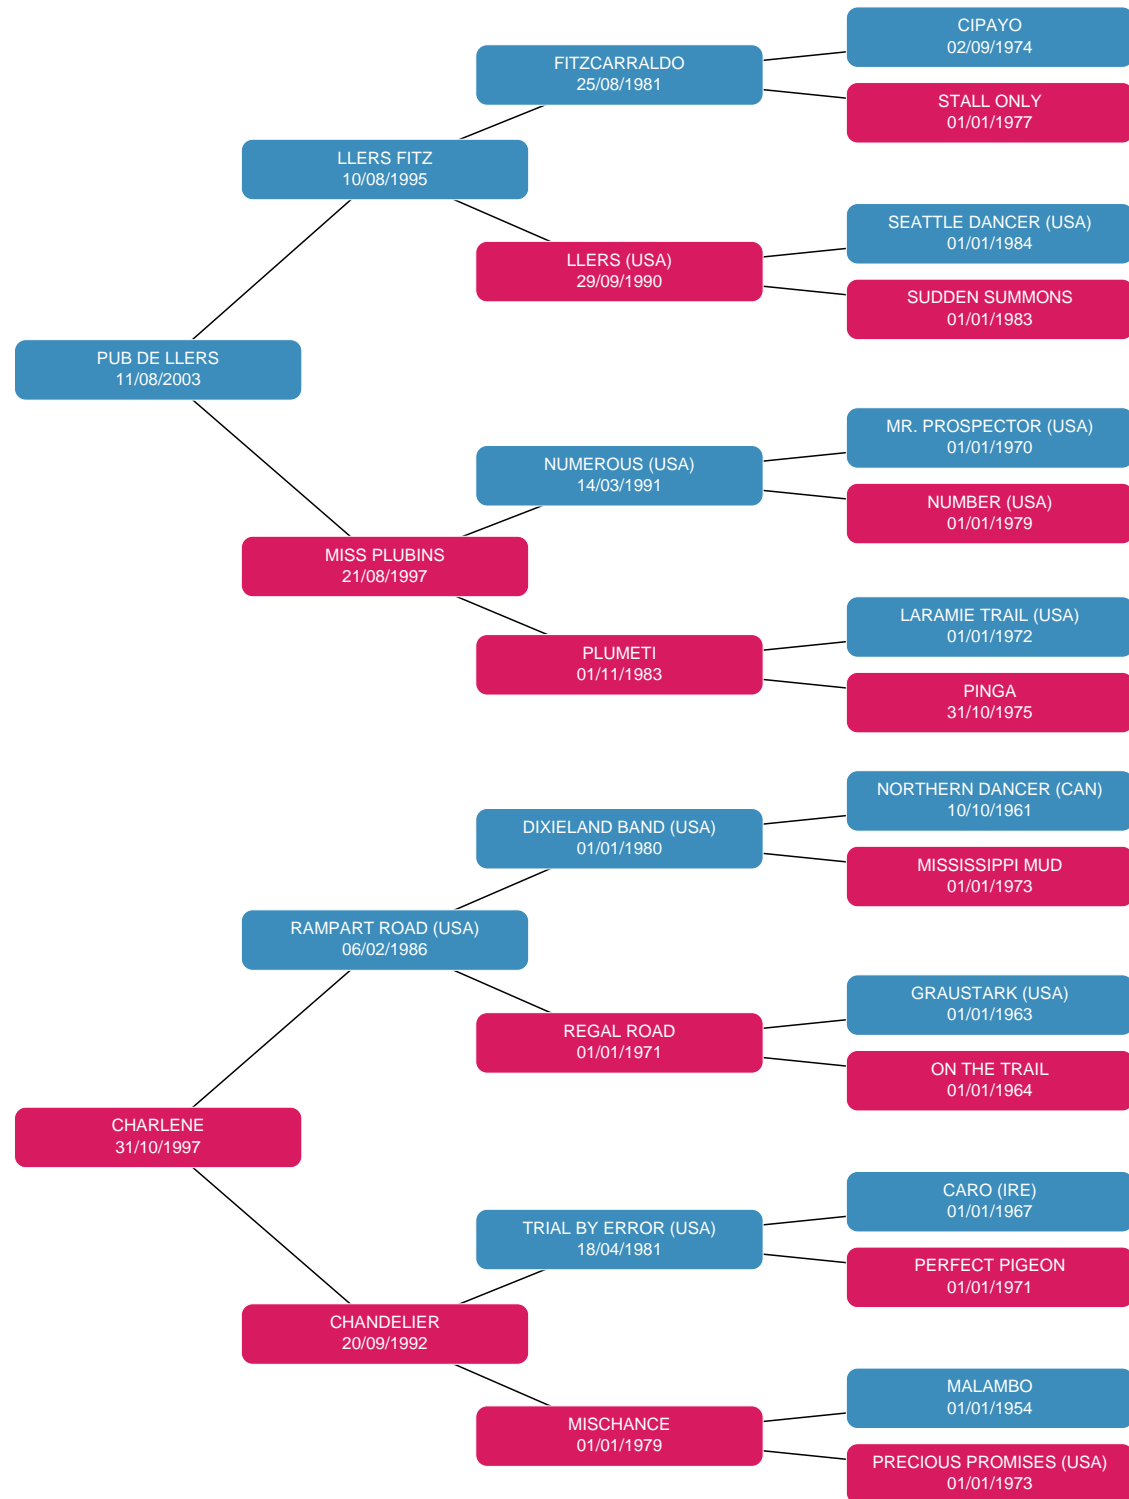 CIPAYO
02/09/1974
FITZCARRALDO
25/08/1981
STALL ONLY
01/01/1977
LLERS FITZ
10/08/1995
SEATTLE DANCER (USA)
01/01/1984
LLERS (USA)
29/09/1990
SUDDEN SUMMONS
01/01/1983
PUB DE LLERS
11/08/2003
MR. PROSPECTOR (USA)
01/01/1970
NUMEROUS (USA)
14/03/1991
NUMBER (USA)
01/01/1979
MISS PLUBINS
21/08/1997
LARAMIE TRAIL (USA)
01/01/1972
PLUMETI
01/11/1983
PINGA
31/10/1975
NORTHERN DANCER (CAN)
10/10/1961
DIXIELAND BAND (USA)
01/01/1980
MISSISSIPPI MUD
01/01/1973
RAMPART ROAD (USA)
06/02/1986
GRAUSTARK (USA)
01/01/1963
REGAL ROAD
01/01/1971
ON THE TRAIL
01/01/1964
CHARLENE
31/10/1997
CARO (IRE)
01/01/1967
TRIAL BY ERROR (USA)
18/04/1981
PERFECT PIGEON
01/01/1971
CHANDELIER
20/09/1992
MALAMBO
01/01/1954
MISCHANCE
01/01/1979
PRECIOUS PROMISES (USA)
01/01/1973